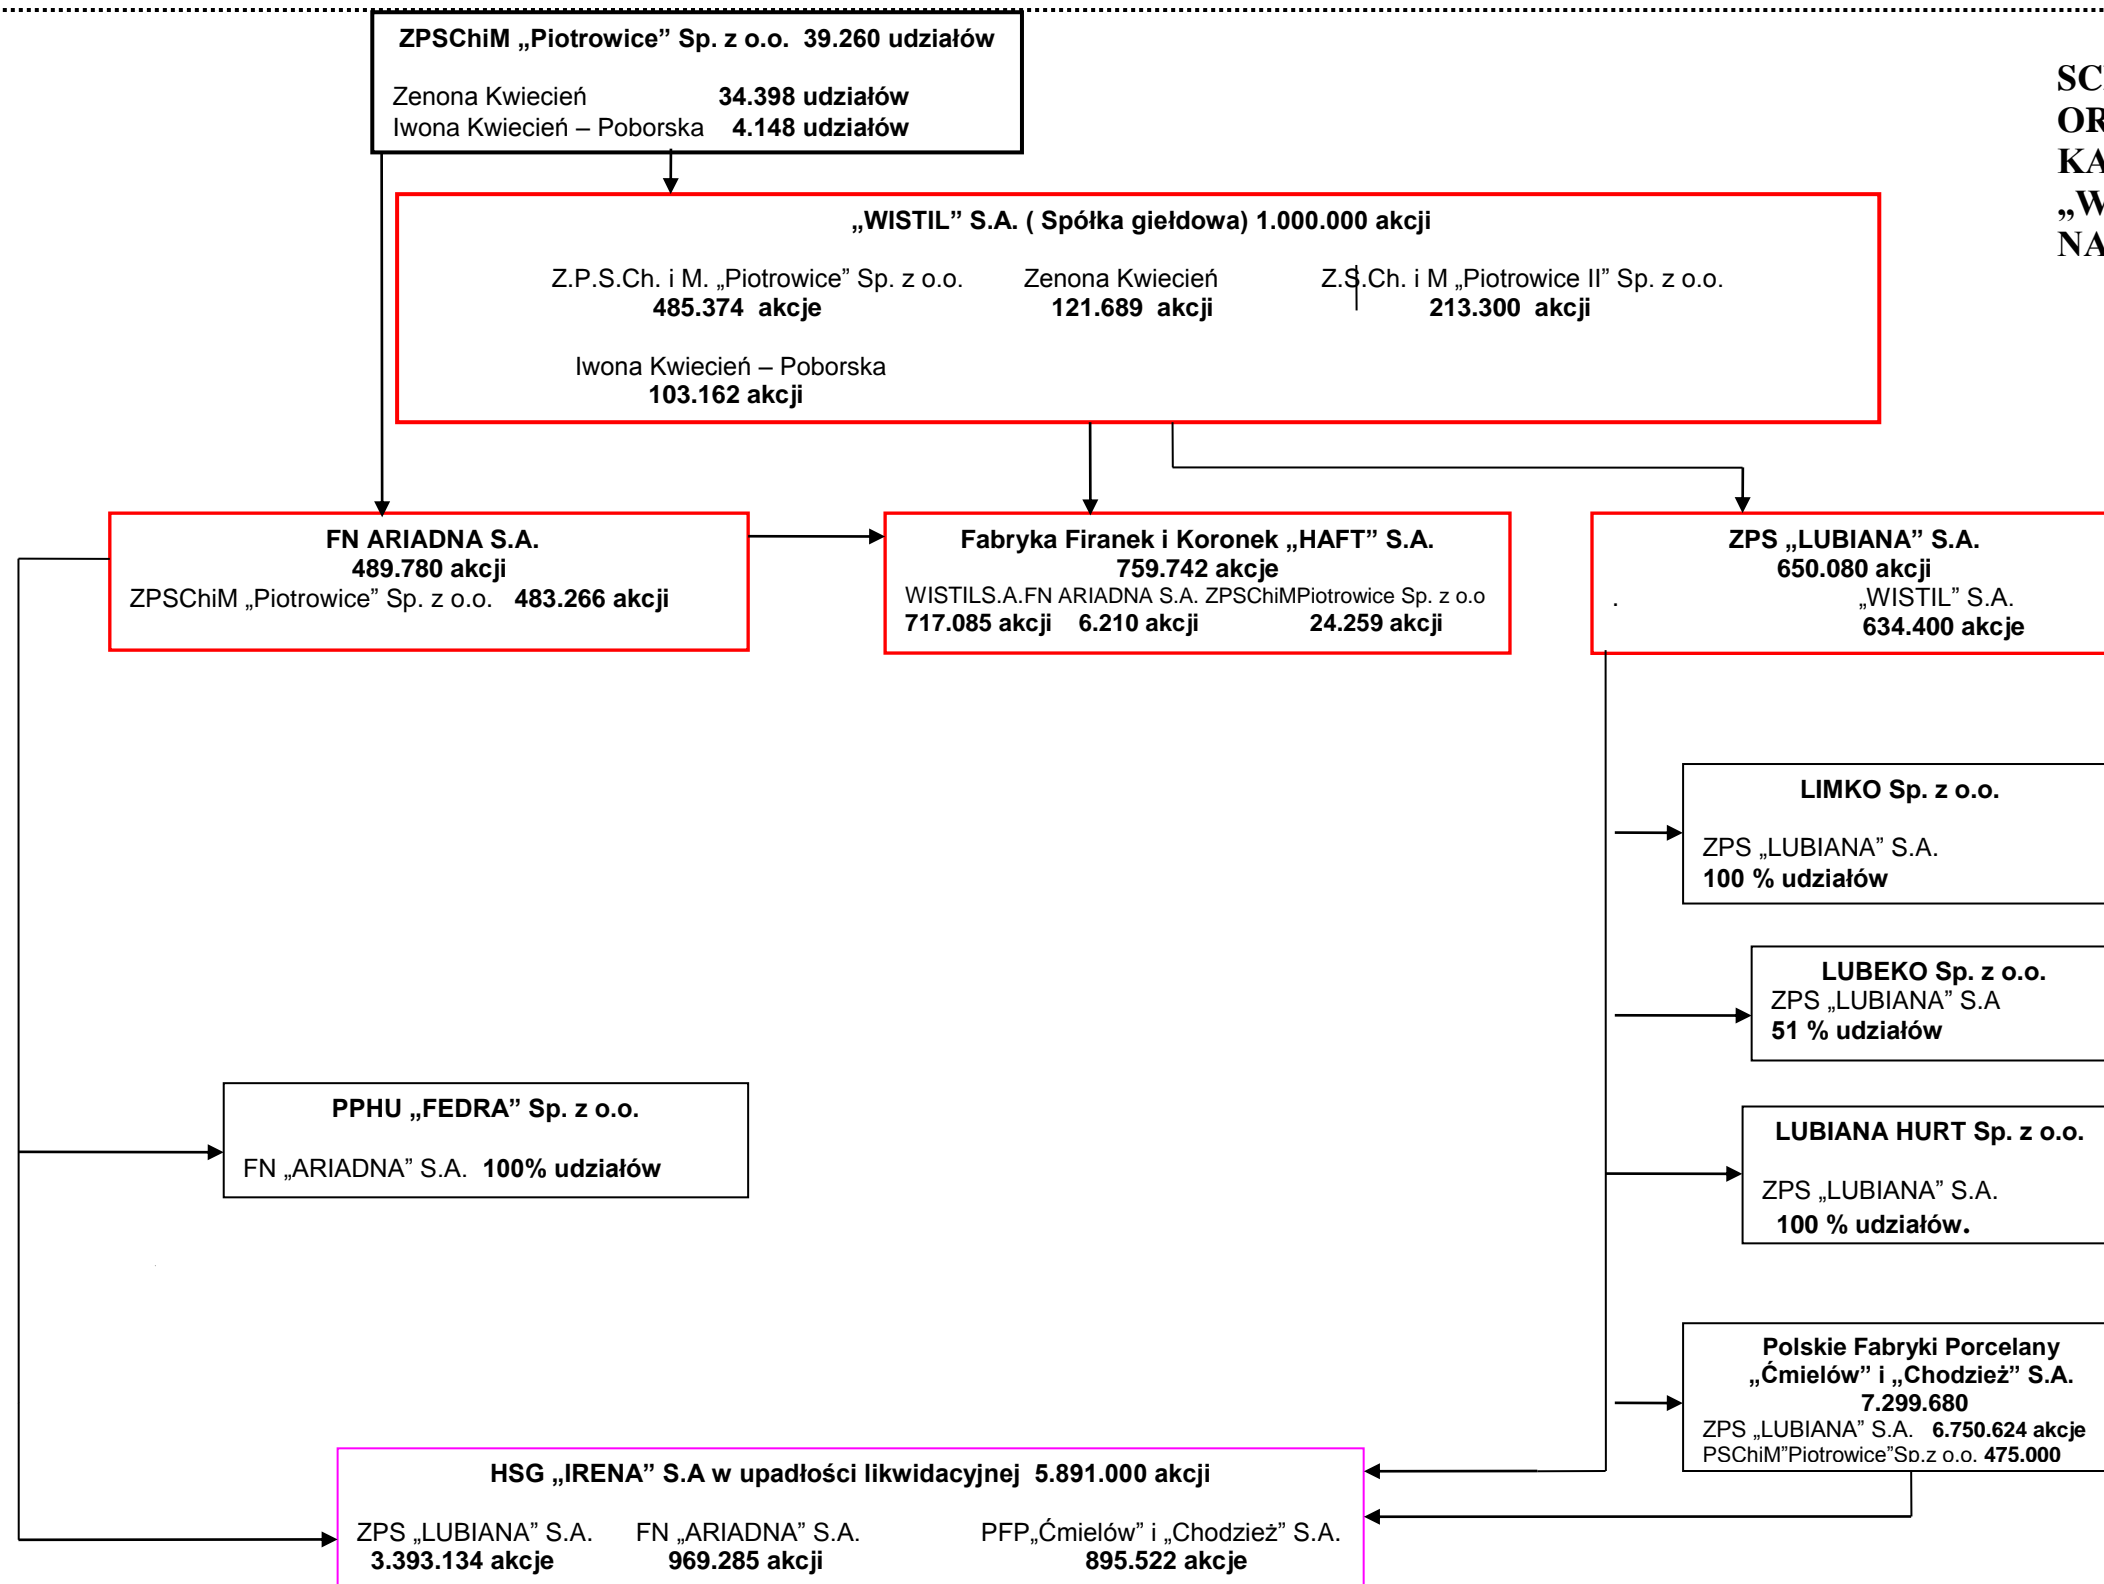 ZPSChiM „Piotrowice” Sp. z o.o. 39.260 udziałów
Zenona Kwiecień 34.398 udziałów
Iwona Kwiecień – Poborska 4.148 udziałów
SC
OR
KA
„W
NA
„WISTIL” S.A. ( Spółka giełdowa) 1.000.000 akcji
Z.P.S.Ch. i M. „Piotrowice” Sp. z o.o. Zenona Kwiecień Z.S.Ch. i M „Piotrowice II” Sp. z o.o.
485.374 akcje 121.689 akcji 213.300 akcji
Iwona Kwiecień – Poborska
103.162 akcji
FN ARIADNA S.A.
489.780 akcji
ZPSChiM „Piotrowice” Sp. z o.o. 483.266 akcji
Fabryka Firanek i Koronek „HAFT” S.A.
759.742 akcje
WISTILS.A.FN ARIADNA S.A. ZPSChiMPiotrowice Sp. z o.o
717.085 akcji 6.210 akcji 24.259 akcji
ZPS „LUBIANA” S.A.
650.080 akcji
. „WISTIL” S.A.
634.400 akcje
LIMKO Sp. z o.o.
ZPS „LUBIANA” S.A.
100 % udziałów
LUBEKO Sp. z o.o.
ZPS „LUBIANA” S.A
51 % udziałów
PPHU „FEDRA” Sp. z o.o.
FN „ARIADNA” S.A. 100% udziałów
LUBIANA HURT Sp. z o.o.
ZPS „LUBIANA” S.A.
100 % udziałów.
Polskie Fabryki Porcelany
„Ćmielów” i „Chodzież” S.A.
7.299.680
ZPS „LUBIANA” S.A. 6.750.624 akcje
PSChiM”Piotrowice”Sp.z o.o. 475.000
HSG „IRENA” S.A w upadłości likwidacyjnej 5.891.000 akcji
ZPS „LUBIANA” S.A. FN „ARIADNA” S.A. PFP„Ćmielów” i „Chodzież” S.A.
3.393.134 akcje 969.285 akcji 895.522 akcje